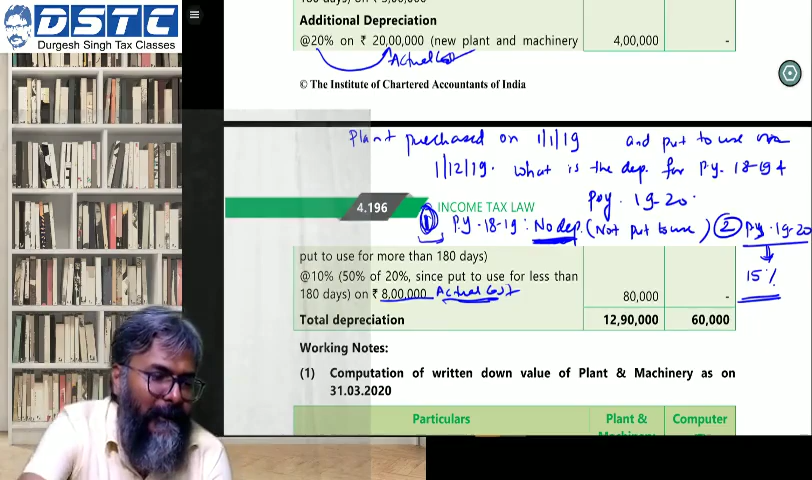 DSTC
Durgesh Singh Tax Classes
Additional Depreciation
@20% on ₹ 20,00,000 (new plant and machinery 4,00,000 -
Actual Cost
© The Institute of Chartered Accountants of India
Plant purchased on 1/1/19 and put to use on
1/12/19. What is the dep. for P.Y. 18-19 +
P.Y. 19-20.
4.196 INCOME TAX LAW
① P.Y. 18-19 : No dep. (Not put to use) ② P.Y. 19-20
15%
put to use for more than 180 days)
@10% (50% of 20%, since put to use for less than
180 days) on ₹ 8,00,000 Actual Cost 80,000 -
Total depreciation 12,90,000 60,000
Working Notes:
(1) Computation of written down value of Plant & Machinery as on
31.03.2020
Particulars Plant & Computer
Machinery